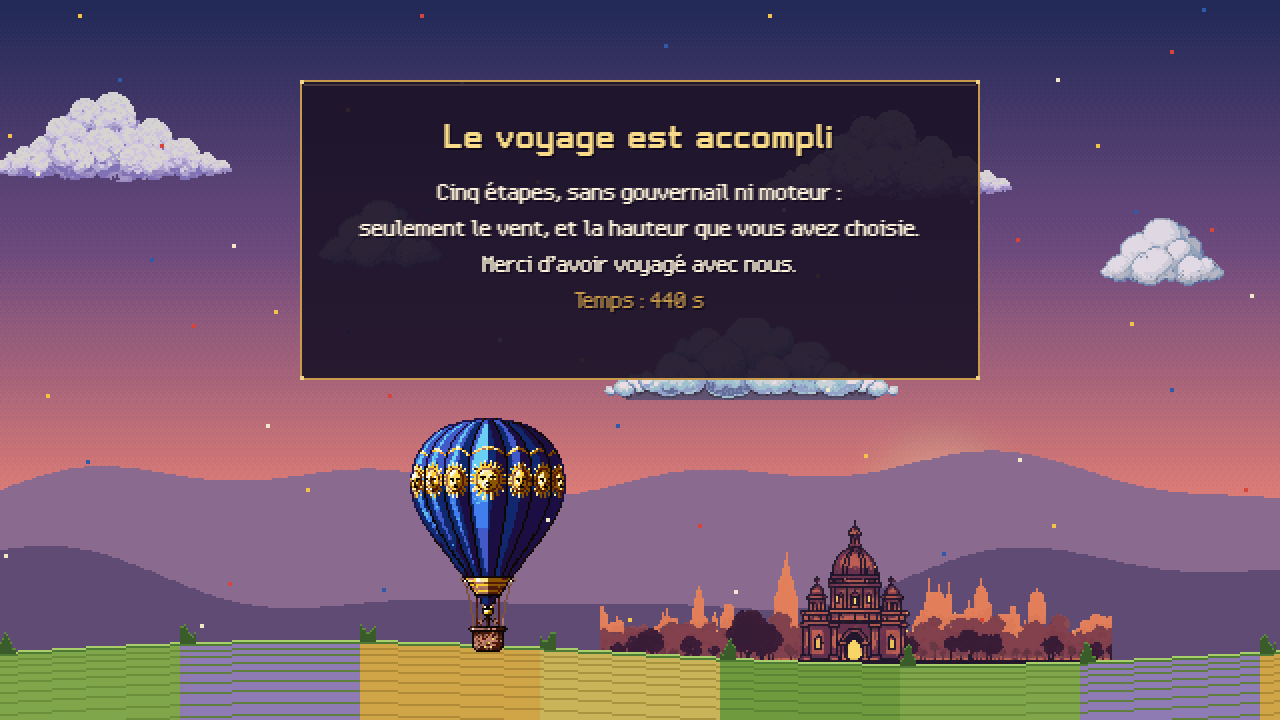 Le voyage est accompli
Cinq étapes, sans gouvernail ni moteur :
seulement le vent, et la hauteur que vous avez choisie.
Merci d'avoir voyagé avec nous.
Temps : 440 s